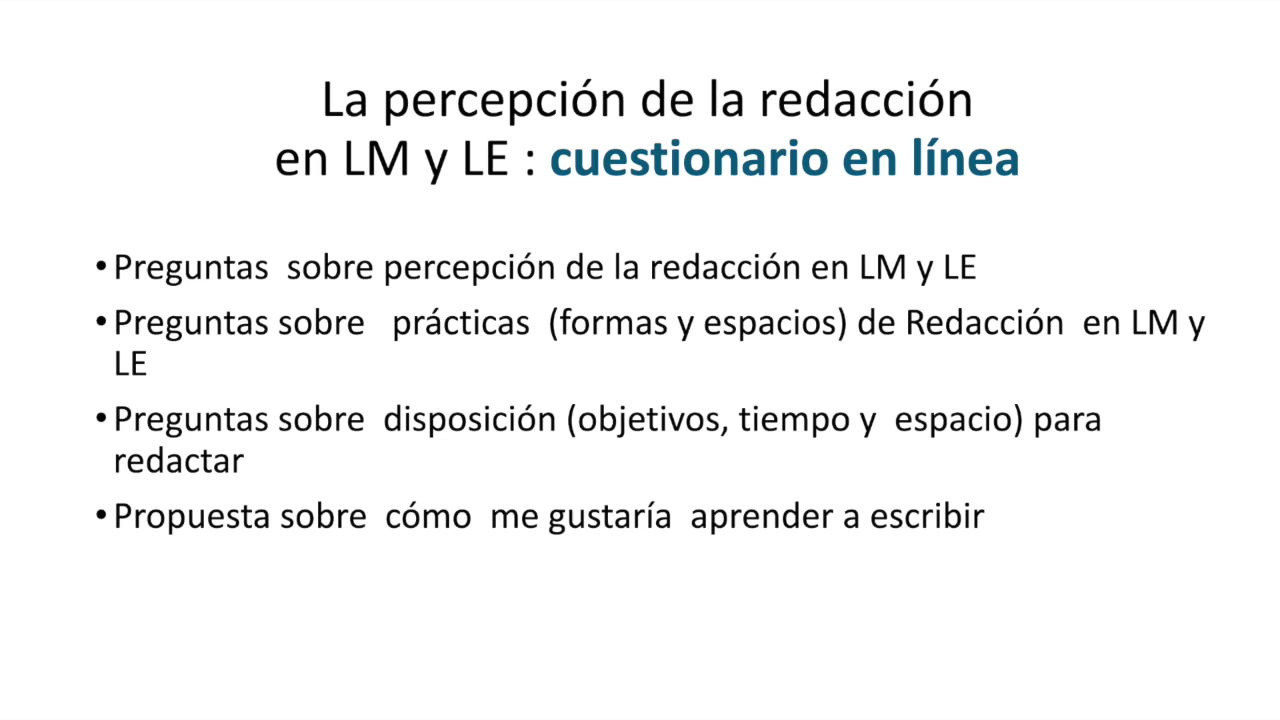 La percepción de la redacción
en LM y LE : cuestionario en línea
• Preguntas sobre percepción de la redacción en LM y LE
• Preguntas sobre prácticas (formas y espacios) de Redacción en LM y
LE
• Preguntas sobre disposición (objetivos, tiempo y espacio) para
redactar
• Propuesta sobre cómo me gustaría aprender a escribir